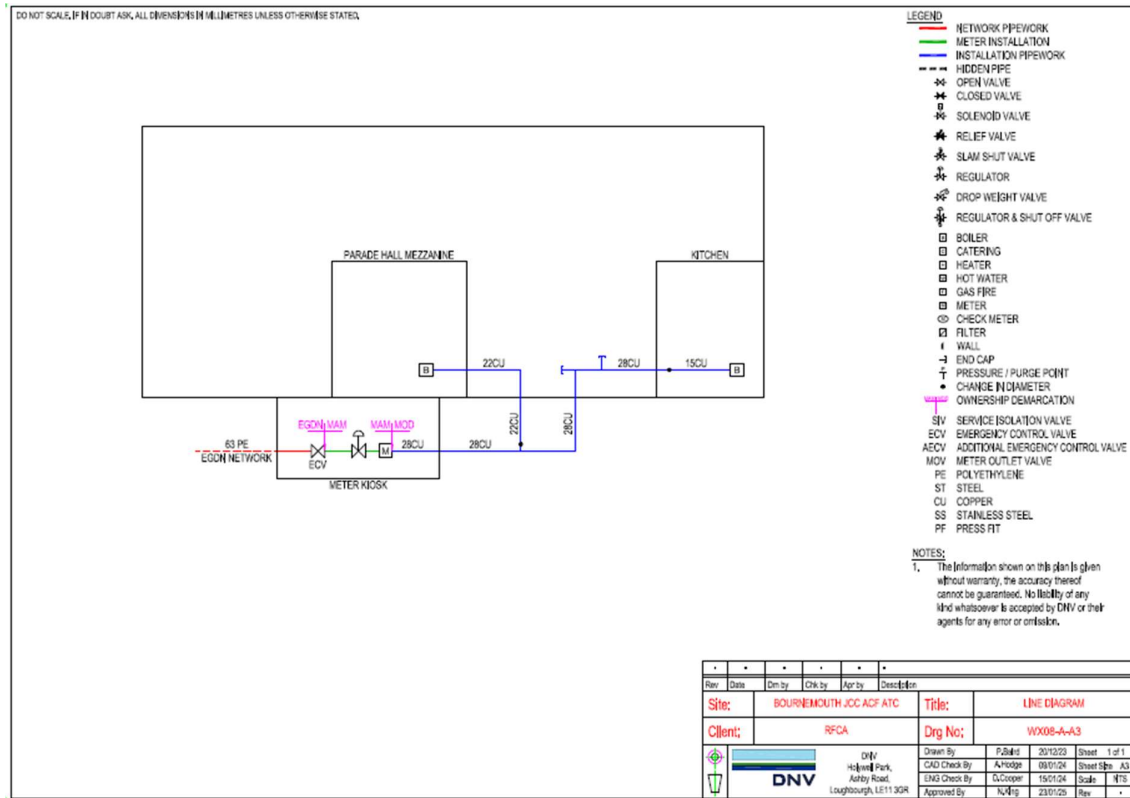 DO NOT SCALE, IF IN DOUBT ASK, ALL DIMENSIONS IN MILLIMETRES UNLESS OTHERWISE STATED.
LEGEND
NETWORK PIPEWORK
METER INSTALLATION
INSTALLATION PIPEWORK
HIDDEN PIPE
OPEN VALVE
CLOSED VALVE
SOLENOID VALVE
RELIEF VALVE
SLAM SHUT VALVE
REGULATOR
DROP WEIGHT VALVE
REGULATOR & SHUT OFF VALVE
BOILER
CATERING
HEATER
HOT WATER
GAS FIRE
METER
CHECK METER
FILTER
WALL
END CAP
PRESSURE / PURGE POINT
CHANGE IN DIAMETER
OWNERSHIP DEMARCATION
SIV SERVICE ISOLATION VALVE
ECV EMERGENCY CONTROL VALVE
AECV ADDITIONAL EMERGENCY CONTROL VALVE
MOV METER OUTLET VALVE
PE POLYETHYLENE
ST STEEL
CU COPPER
SS STAINLESS STEEL
PF PRESS FIT
NOTES:
1. The information shown on this plan is given
without warranty, the accuracy thereof
cannot be guaranteed. No liability of any
kind whatsoever is accepted by DNV or their
agents for any error or omission.
PARADE HALL MEZZANINE
KITCHEN
B 22CU
28CU 15CU B
22CU
28CU
EGDN MAM
MAM MOD
63 PE
EGDN NETWORK
ECV
M
28CU 28CU
METER KIOSK
Rev Date Drn by Chk by Apr by Description
Site: BOURNEMOUTH JCC ACF ATC Title: LINE DIAGRAM
Client: RFCA Drg No: WX08-A-A3
DNV
DNV
Holywell Park,
Ashby Road,
Loughbourgh, LE11 3GR
Drawn By P.Baird 20/12/23 Sheet 1 of 1
CAD Check By A.Hodge 09/01/24 Sheet Size A3
ENG Check By D.Cooper 15/01/24 Scale NTS
Approved By N.King 23/01/25 Rev